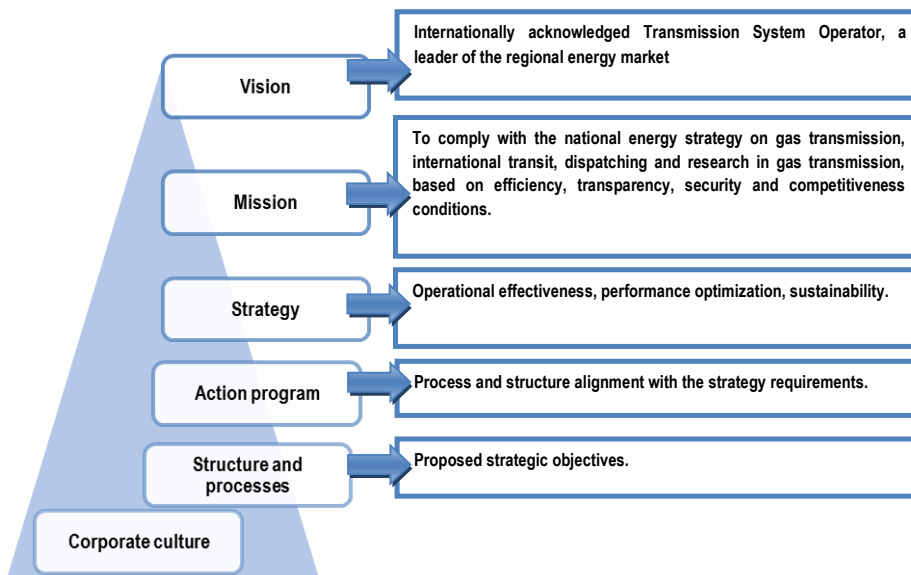 Internationally acknowledged Transmission System Operator, a
leader of the regional energy market
Vision
To comply with the national energy strategy on gas transmission,
international transit, dispatching and research in gas transmission,
based on efficiency, transparency, security and competitiveness
conditions.
Mission
Operational effectiveness, performance optimization, sustainability.
Strategy
Process and structure alignment with the strategy requirements.
Action program
Proposed strategic objectives.
Structure and
processes
Corporate culture